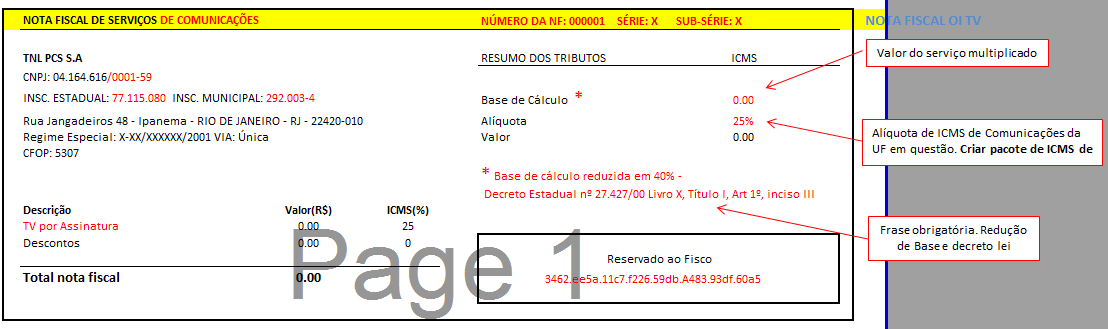 NOTA FISCAL DE SERVIÇOS DE COMUNICAÇÕES
NÚMERO DA NF: 000001 SÉRIE: X SUB-SÉRIE: X
NOTA FISCAL OI TV
TNL PCS S.A
CNPJ: 04.164.616/0001-59
INSC. ESTADUAL: 77.115.080 INSC. MUNICIPAL: 292.003-4
Rua Jangadeiros 48 - Ipanema - RIO DE JANEIRO - RJ - 22420-010
Regime Especial: X-XX/XXXXXX/2001 VIA: Única
CFOP: 5307
RESUMO DOS TRIBUTOS ICMS
Base de Cálculo * 0.00
Alíquota 25%
Valor 0.00
* Base de cálculo reduzida em 40% -
Decreto Estadual nº 27.427/00 Livro X, Título I, Art 1º, inciso III
Valor do serviço multiplicado
Alíquota de ICMS de Comunicações da
UF em questão. Criar pacote de ICMS de
Frase obrigatória. Redução
de Base e decreto lei
Descrição Valor(R$) ICMS(%)
TV por Assinatura 0.00 25
Descontos 0.00 0
Total nota fiscal 0.00
Reservado ao Fisco
3462.ee5a.11c7.f226.59db.A483.93df.60a5
Page 1